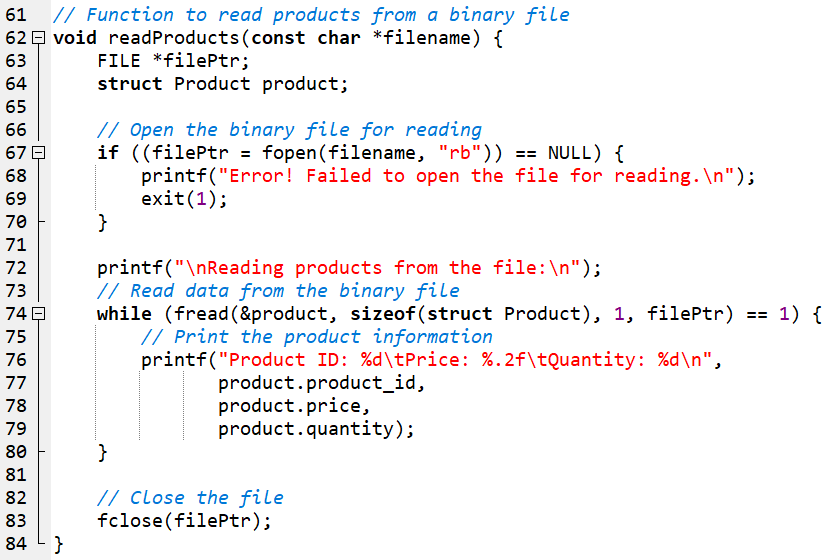 61 // Function to read products from a binary file
62 void readProducts(const char *filename) {
63     FILE *filePtr;
64     struct Product product;
65
66     // Open the binary file for reading
67     if ((filePtr = fopen(filename, "rb")) == NULL) {
68         printf("Error! Failed to open the file for reading.\n");
69         exit(1);
70     }
71
72     printf("\nReading products from the file:\n");
73     // Read data from the binary file
74     while (fread(&product, sizeof(struct Product), 1, filePtr) == 1) {
75         // Print the product information
76         printf("Product ID: %d\tPrice: %.2f\tQuantity: %d\n",
77                product.product_id,
78                product.price,
79                product.quantity);
80     }
81
82     // Close the file
83     fclose(filePtr);
84 }